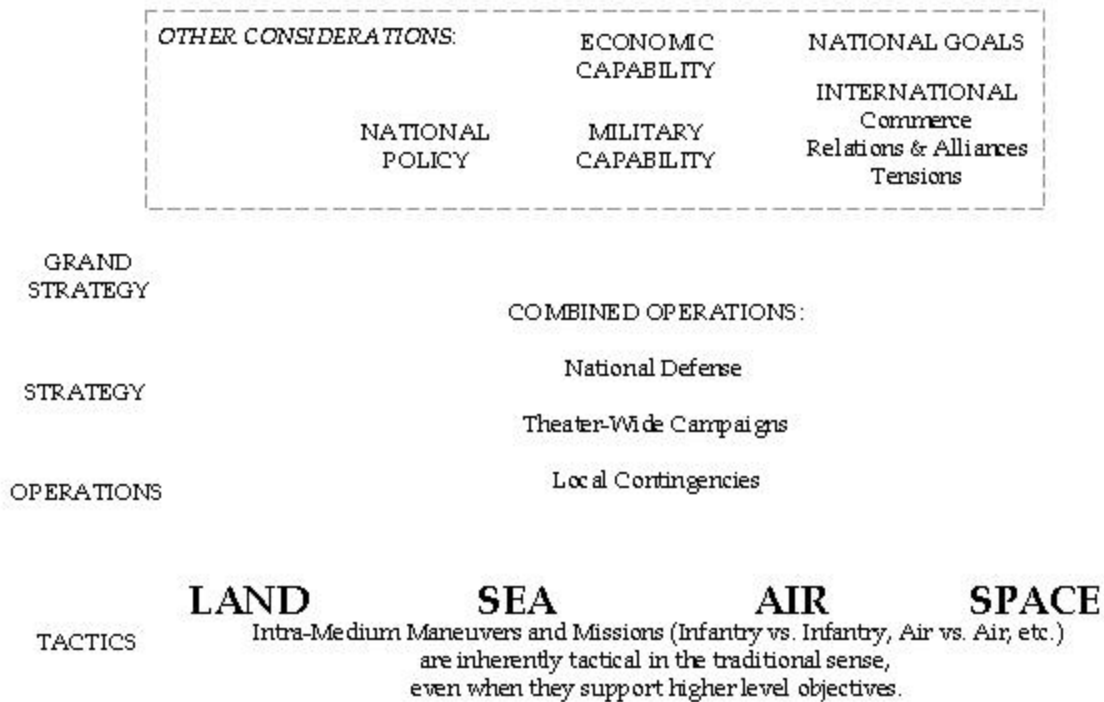 OTHER CONSIDERATIONS:
ECONOMIC
CAPABILITY
NATIONAL GOALS
INTERNATIONAL
Commerce
Relations & Alliances
Tensions
NATIONAL
POLICY
MILITARY
CAPABILITY
GRAND
STRATEGY
COMBINED OPERATIONS:
National Defense
STRATEGY
Theater-Wide Campaigns
Local Contingencies
OPERATIONS
LAND SEA AIR SPACE
TACTICS
Intra-Medium Maneuvers and Missions (Infantry vs. Infantry, Air vs. Air, etc.)
are inherently tactical in the traditional sense,
even when they support higher level objectives.